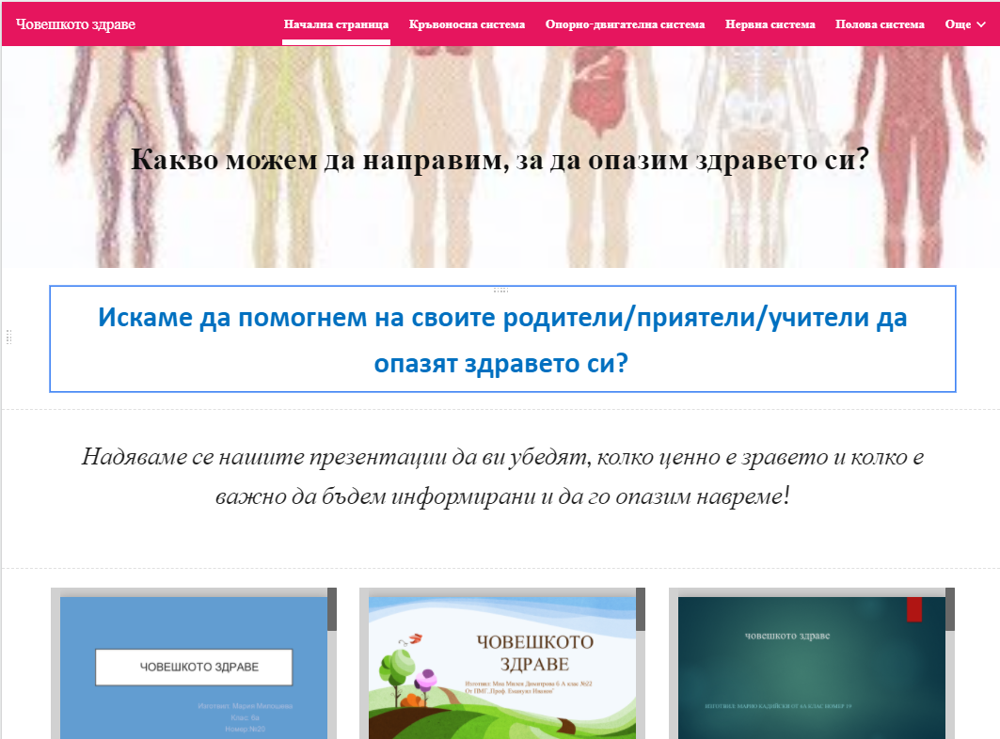 Човешкото здраве
Начална страница
Кръвоносна система
Опорно-двигателна система
Нервна система
Полова система
Още
Какво можем да направим, за да опазим здравето си?
Искаме да помогнем на своите родители/приятели/учители да
опазят здравето си?
Надяваме се нашите презентации да ви убедят, колко ценно е зравето и колко е
важно да бъдем информирани и да го опазим навреме!
ЧОВЕШКОТО ЗДРАВЕ
Изготвил: Мария Милошева
Клас: 6а
Номер:№20
ЧОВЕШКОТО
ЗДРАВЕ
Изготвил: Миа Милен Димитрова 6 А клас №22
От ПМГ „Проф. Емануил Иванов"
човешкото здраве
ИЗГОТВИЛ: МАРИО КАДИЙСКИ ОТ 6А КЛАС НОМЕР 19